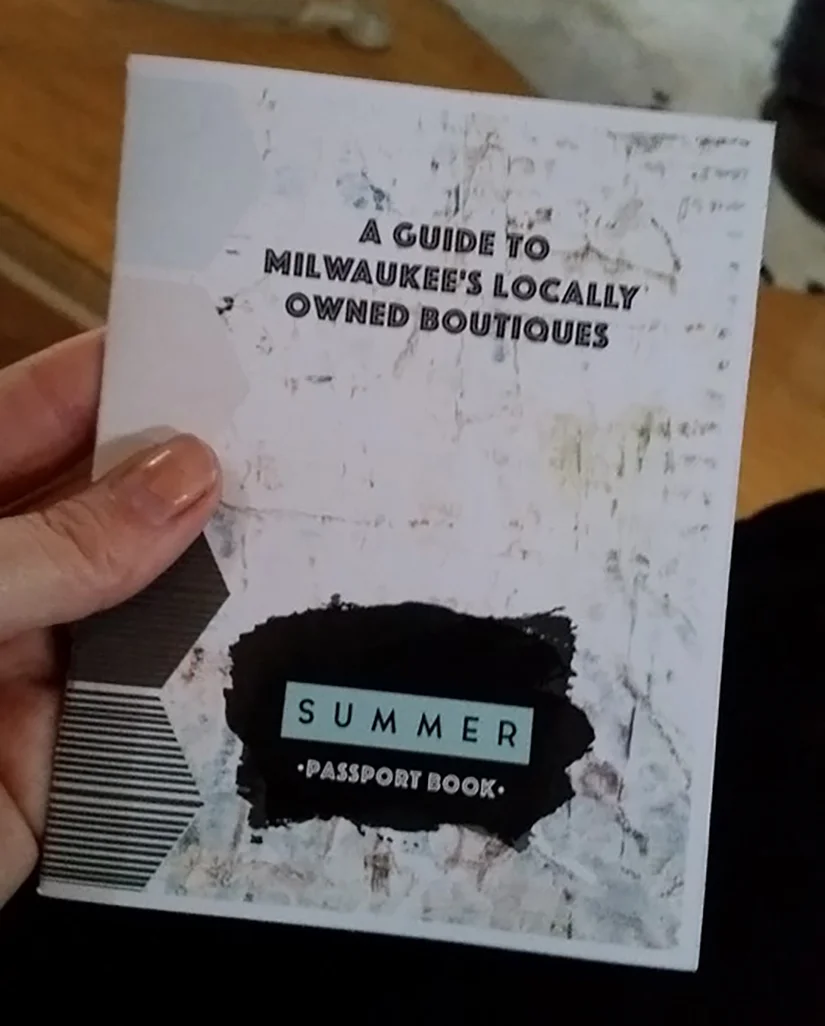 A GUIDE TO
MILWAUKEE'S LOCALLY
OWNED BOUTIQUES
SUMMER
·PASSPORT BOOK·